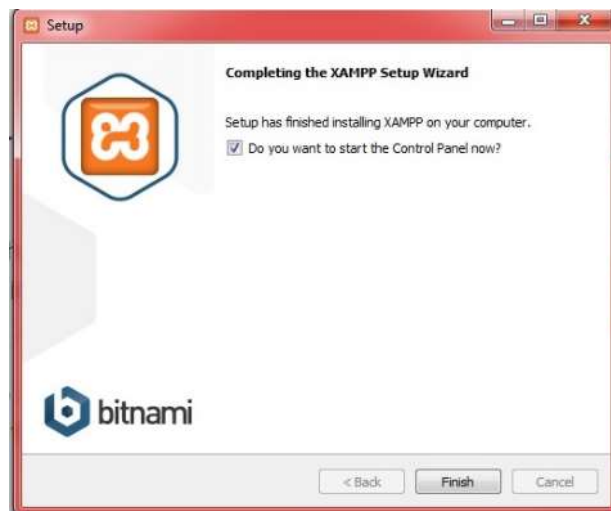 Setup
Completing the XAMPP Setup Wizard
Setup has finished installing XAMPP on your computer.
Do you want to start the Control Panel now?
bitnami
< Back
Finish
Cancel